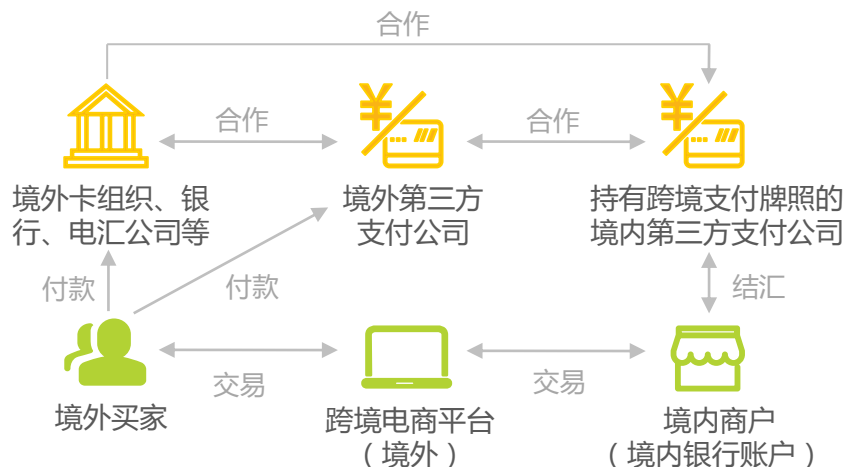 合作
合作
合作
境外卡组织、银
行、电汇公司等
境外第三方
支付公司
持有跨境支付牌照的
境内第三方支付公司
付款
付款
结汇
交易
交易
境外买家
跨境电商平台
（境外）
境内商户
（境内银行账户）